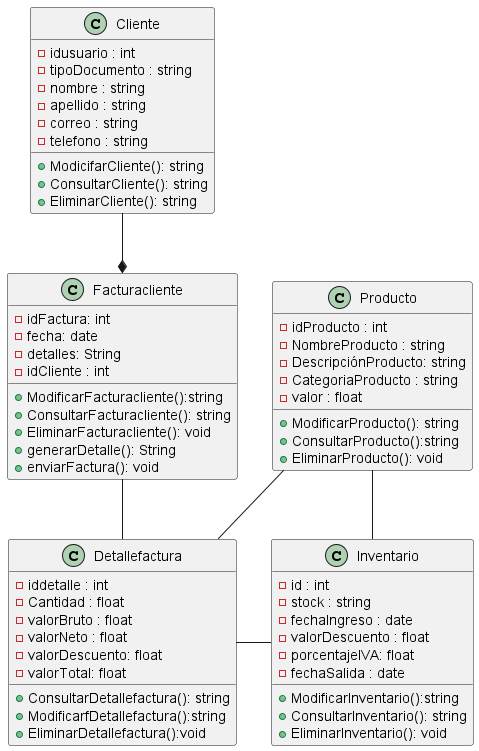 C Cliente
idusuario : int
tipoDocumento : string
nombre : string
apellido : string
correo : string
telefono : string
ModicifarCliente(): string
ConsultarCliente(): string
EliminarCliente(): string
C Facturacliente
idFactura: int
fecha: date
detalles: String
idCliente : int
ModificarFacturacliente():string
ConsultarFacturacliente(): string
EliminarFacturacliente(): void
generarDetalle(): String
enviarFactura(): void
C Producto
idProducto : int
NombreProducto : string
DescripciónProducto: string
CategoriaProducto : string
valor : float
ModificarProducto(): string
ConsultarProducto():string
EliminarProducto(): void
C Detallefactura
iddetalle : int
Cantidad : float
valorBruto : float
valorNeto : float
valorDescuento: float
valorTotal: float
ConsultarDetallefactura(): string
ModificarfDetallefactura():string
EliminarDetallefactura():void
C Inventario
id : int
stock : string
fechaIngreso : date
valorDescuento : float
porcentajeIVA: float
fechaSalida : date
ModificarInventario():string
ConsultarInventario(): string
EliminarInventario(): void